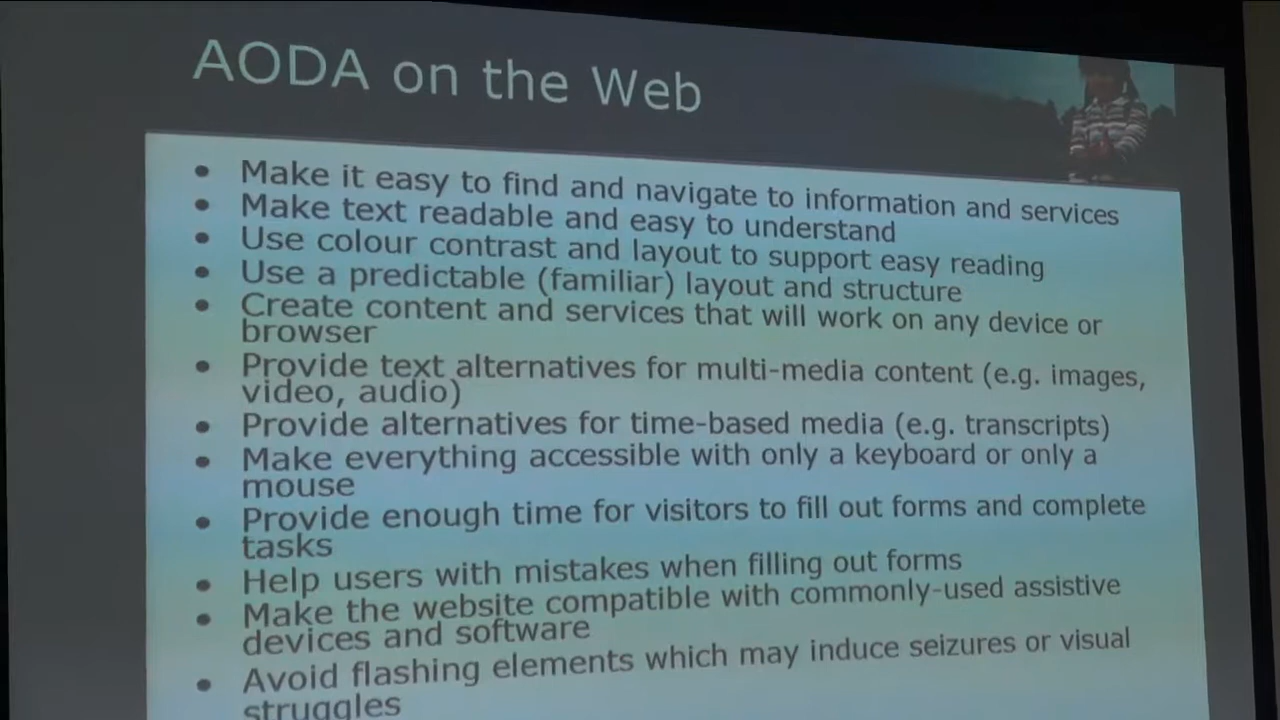 AODA on the Web
• Make it easy to find and navigate to information and services
• Make text readable and easy to understand
• Use colour contrast and layout to support easy reading
• Use a predictable (familiar) layout and structure
• Create content and services that will work on any device or
browser
• Provide text alternatives for multi-media content (e.g. images,
video, audio)
• Provide alternatives for time-based media (e.g. transcripts)
• Make everything accessible with only a keyboard or only a
mouse
• Provide enough time for visitors to fill out forms and complete
tasks
• Help users with mistakes when filling out forms
• Make the website compatible with commonly-used assistive
devices and software
• Avoid flashing elements which may induce seizures or visual
struggles